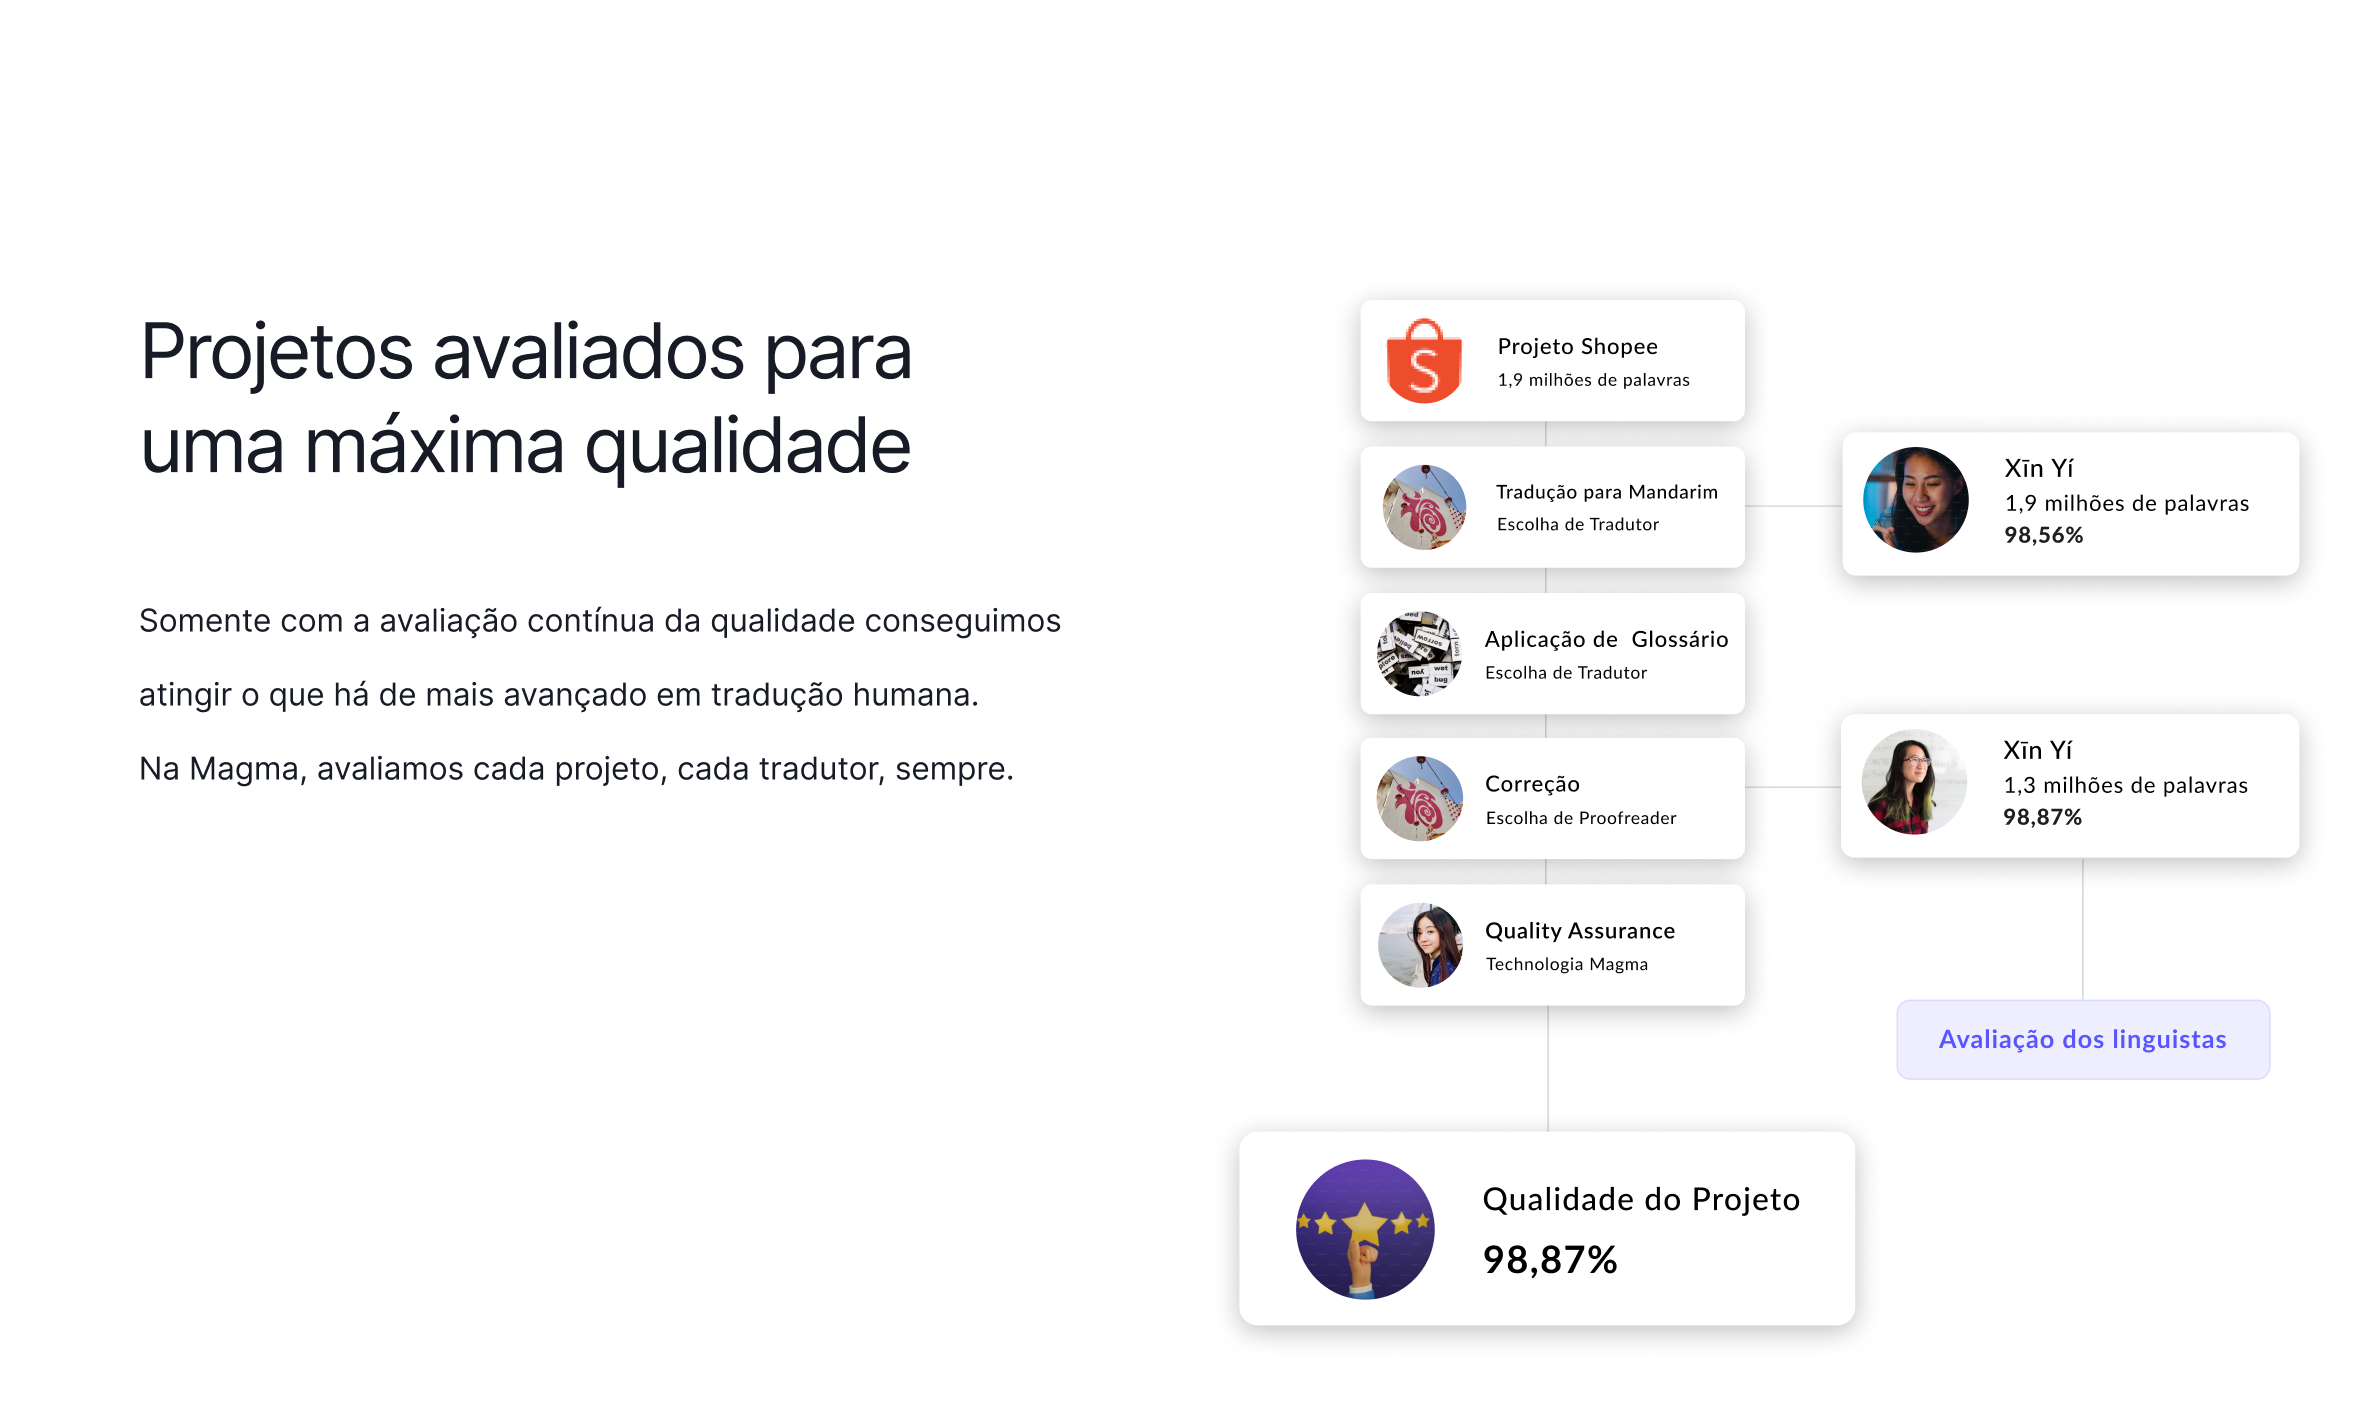 Projetos avaliados para
uma máxima qualidade
Somente com a avaliação contínua da qualidade conseguimos
atingir o que há de mais avançado em tradução humana.
Na Magma, avaliamos cada projeto, cada tradutor, sempre.
S
Projeto Shopee
1,9 milhões de palavras
Tradução para Mandarim
Escolha de Tradutor
Xīn Yí
1,9 milhões de palavras
98,56%
sorrow
wet
bug
torn
Aplicação de  Glossário
Escolha de Tradutor
Correção
Escolha de Proofreader
Xīn Yí
1,3 milhões de palavras
98,87%
Quality Assurance
Technologia Magma
Avaliação dos linguistas
Qualidade do Projeto
98,87%